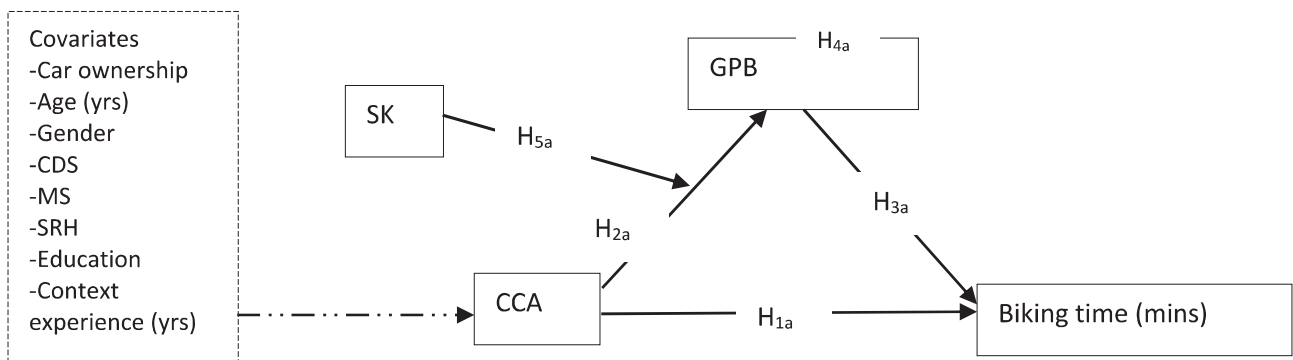 Covariates
-Car ownership
-Age (yrs)
-Gender
-CDS
-MS
-SRH
-Education
-Context
experience (yrs)
SK
H5a
GPB
H4a
H2a
H3a
CCA
H1a
Biking time (mins)